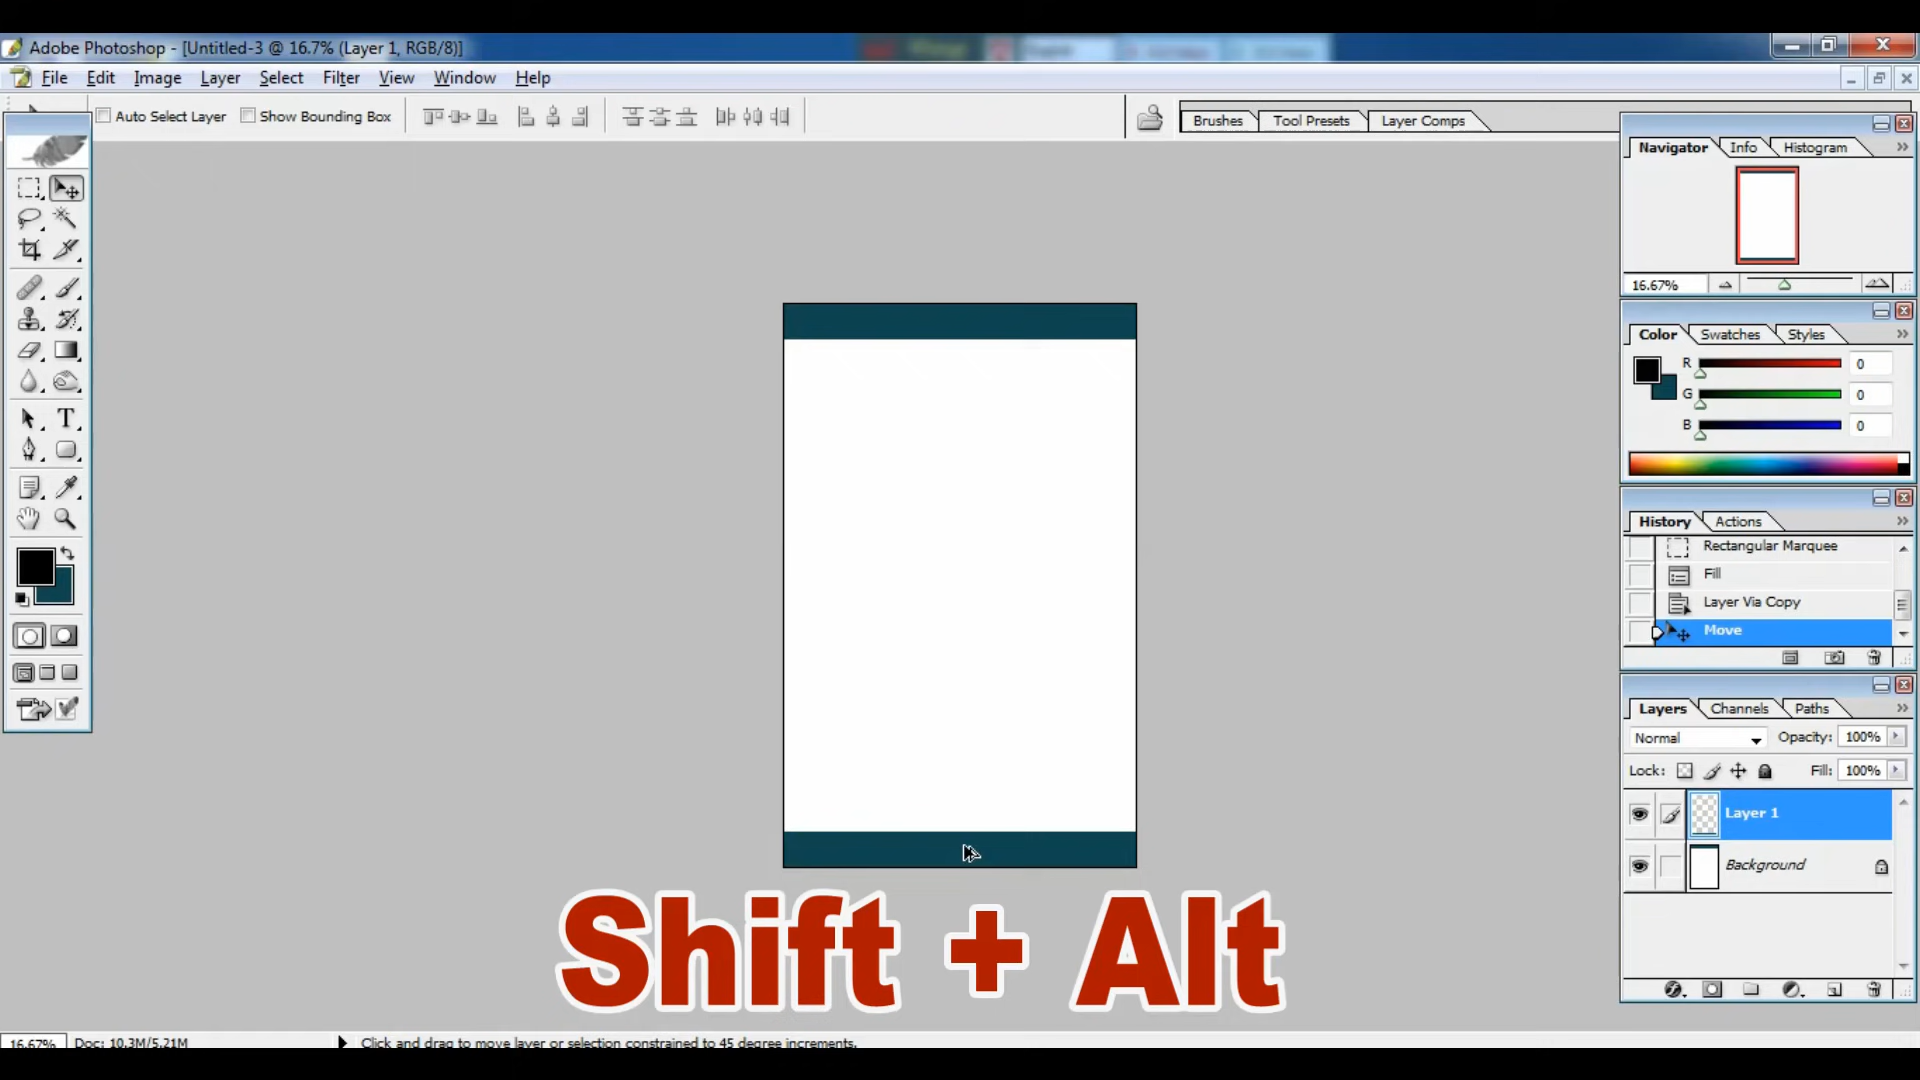 Adobe Photoshop - [Untitled-3 @ 16.7% (Layer 1, RGB/8)]
File Edit Image Layer Select Filter View Window Help
Auto Select Layer Show Bounding Box
Brushes Tool Presets Layer Comps
Navigator Info Histogram
16.67%
Color Swatches Styles
R 0
G 0
B 0
History Actions
Rectangular Marquee
Fill
Layer Via Copy
Move
Layers Channels Paths
Normal Opacity: 100%
Lock: Fill: 100%
Layer 1
Background
T
Shift + Alt
16.67% Doc: 10.3M/5.21M Click and drag to move layer or selection constrained to 45 degree increments.